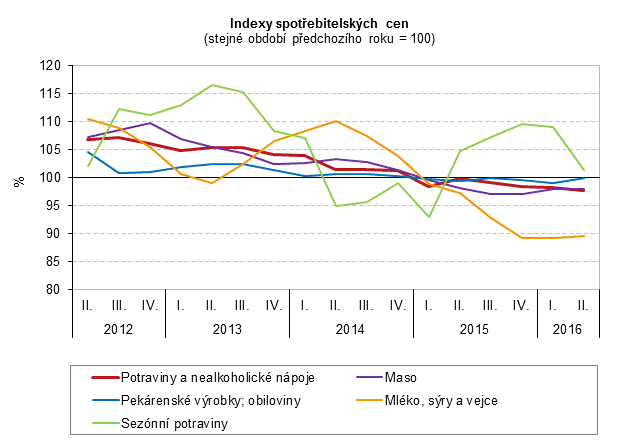 Indexy spotřebitelských cen
(stejné období předchozího roku = 100)
120
115
110
105
100
95
90
85
80
%
II. III. IV. I. II. III. IV. I. II. III. IV. I. II. III. IV. I. II.
2012 2013 2014 2015 2016
Potraviny a nealkoholické nápoje Maso
Pekárenské výrobky; obiloviny Mléko, sýry a vejce
Sezónní potraviny